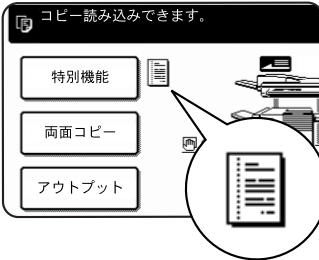 コピー読み込みできます。
特別機能
両面コピー
アウトプット